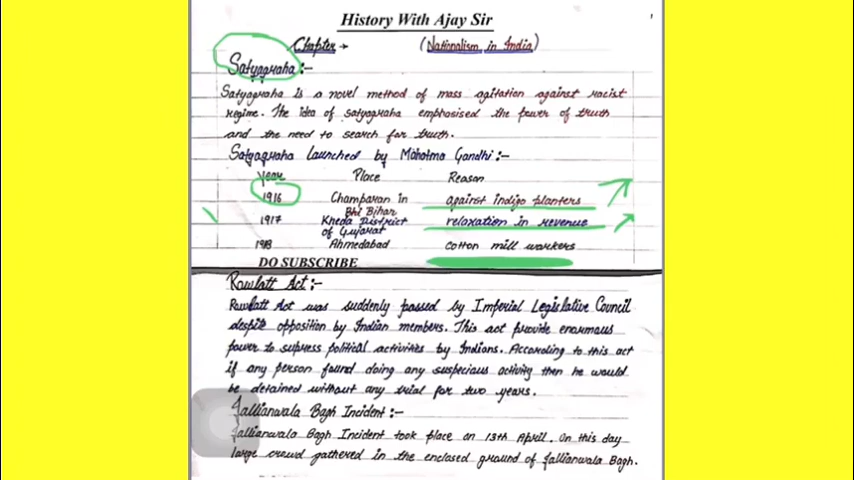 History With Ajay Sir
Chapter → (Nationalism in India)
Satyagraha :-
Satyagraha is a novel method of mass agitation against racist
regime. The idea of satyagraha emphasised the power of truth
and the need to search for truth.
Satyagraha Launched by Mahatma Gandhi :-
Year Place Reason
1916 Champaran in against indigo planters
Bihar
1917 Kheda District relaxation in revenue
of Gujarat
1918 Ahmedabad cotton mill workers
DO SUBSCRIBE
Rowlatt Act :-
Rowlatt Act was suddenly passed by Imperial Legislative Council
despite opposition by Indian members. This act provide enormous
power to supress political activities by Indians. According to this act
if any person found doing any suspecious activity then he would
be detained without any trial for two years.
Jallianwala Bagh Incident :-
Jallianwala Bagh Incident took place on 13th April. On this day
large crowd gathered in the enclosed ground of Jallianwala Bagh.